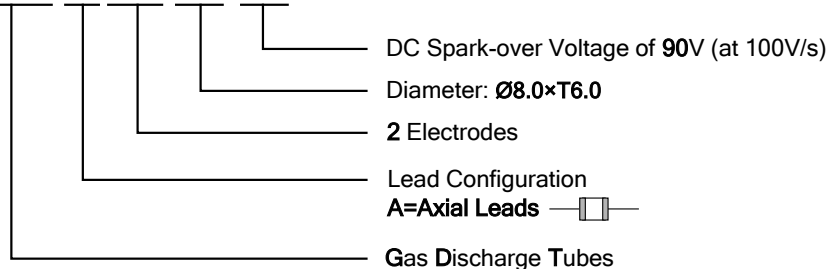 DC Spark-over Voltage of 90V (at 100V/s)
Diameter: Ø8.0×T6.0
2 Electrodes
Lead Configuration
A=Axial Leads
Gas Discharge Tubes